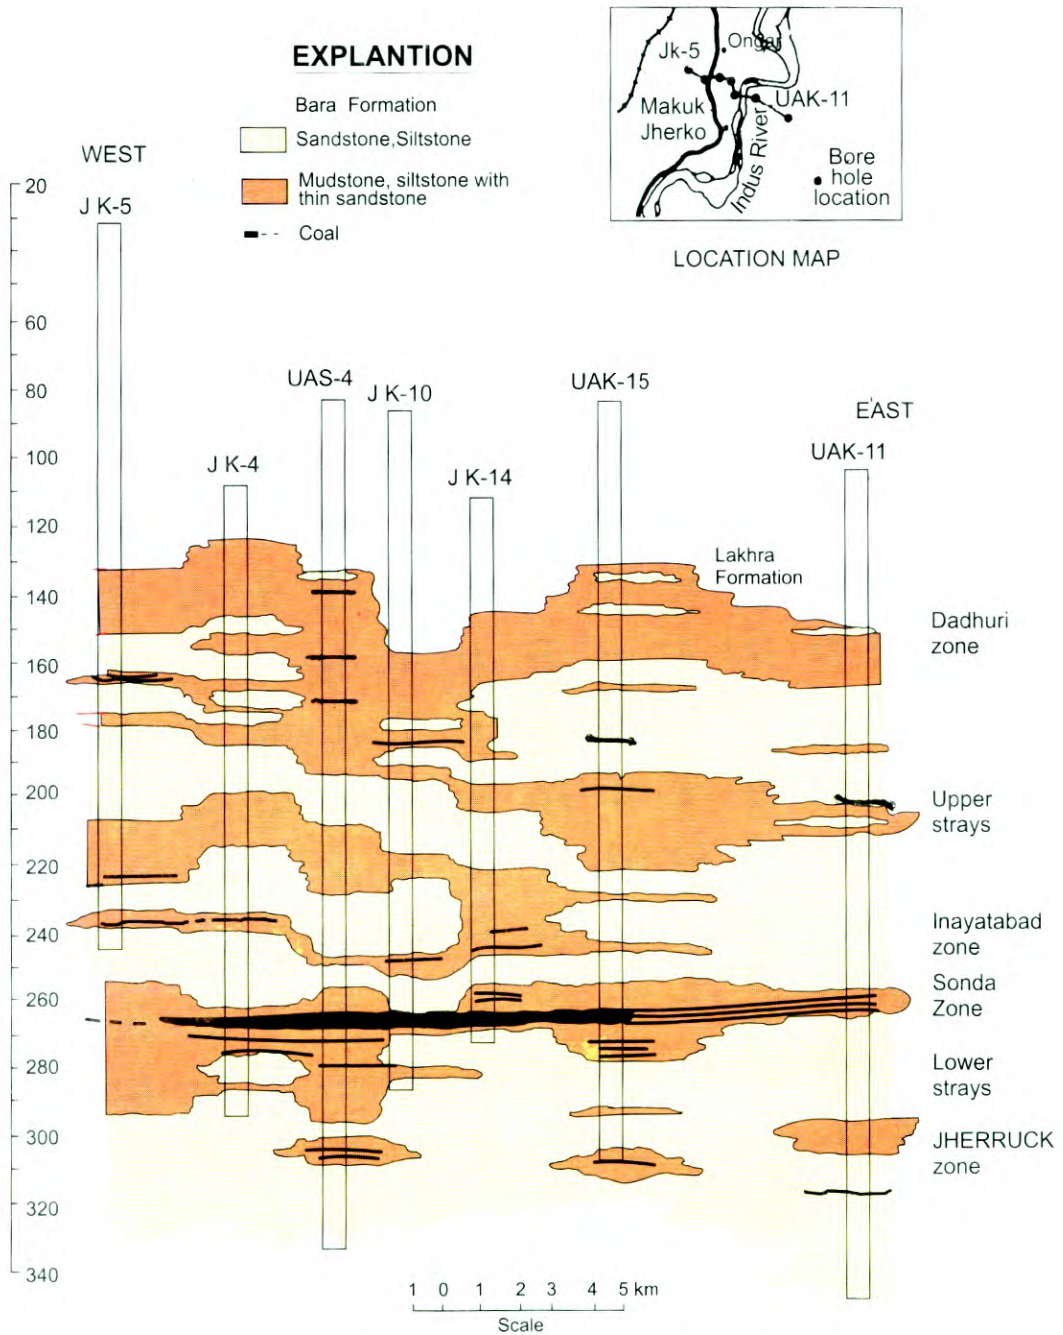 EXPLANTION
Bara Formation
Sandstone,Siltstone
Mudstone, siltstone with
thin sandstone
Coal
Jk-5
Ongar
UAK-11
Makuk
Jherko
Indus River
Bore
hole
location
LOCATION MAP
WEST
EAST
J K-5
J K-4
UAS-4
J K-10
J K-14
UAK-15
UAK-11
20
60
80
100
120
140
160
180
200
220
240
260
280
300
320
340
Lakhra
Formation
Dadhuri
zone
Upper
strays
Inayatabad
zone
Sonda
Zone
Lower
strays
JHERRUCK
zone
1 0 1 2 3 4 5 km
Scale